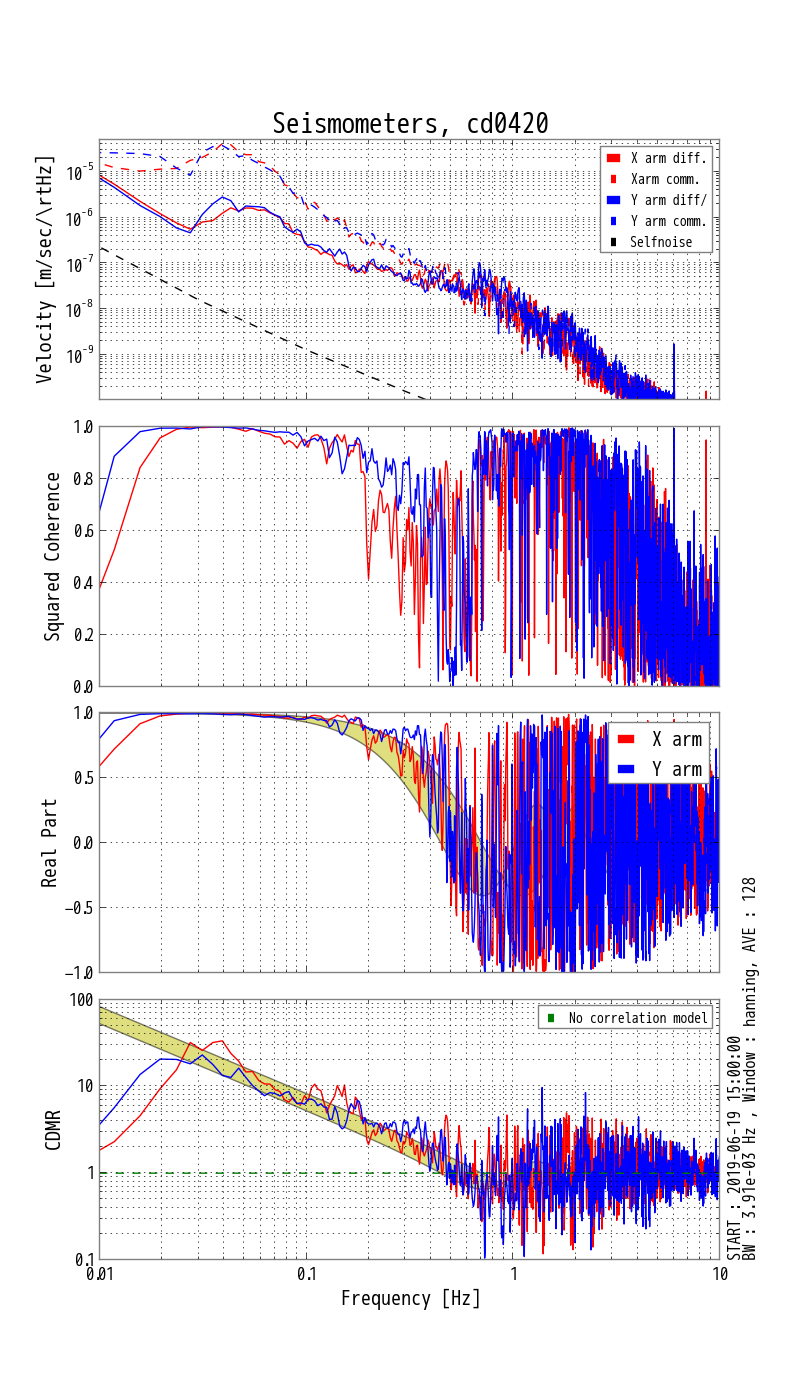 Seismometers, cd0420
Velocity [m/sec/\rtHz]
10^-5
10^-6
10^-7
10^-8
10^-9
X arm diff.
Xarm comm.
Y arm diff/
Y arm comm.
Selfnoise
Squared Coherence
1.0
0.8
0.6
0.4
0.2
0.0
Real Part
1.0
0.5
0.0
−0.5
−1.0
X arm
Y arm
CDMR
100
10
1
0.1
No correlation model
0.01
0.1
1
10
Frequency [Hz]
START : 2019-06-19 15:00:00
BW : 3.91e-03 Hz , Window : hanning, AVE : 128